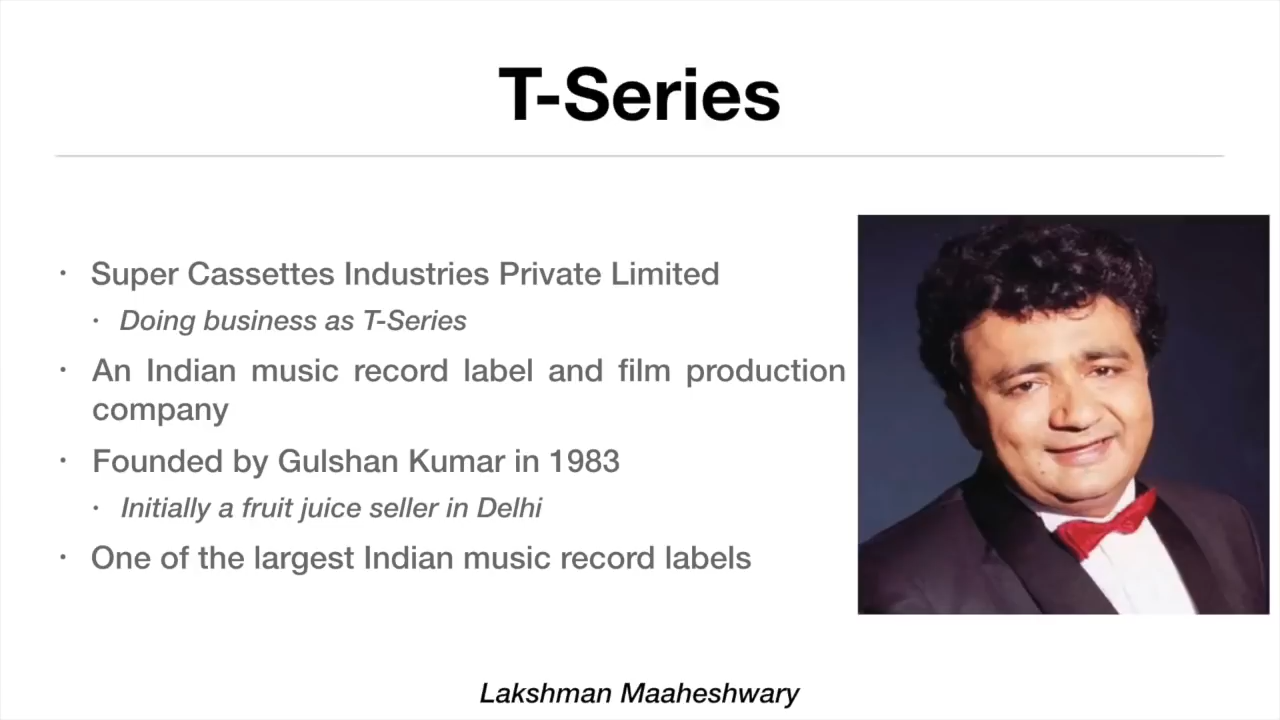 T-Series
· Super Cassettes Industries Private Limited
· Doing business as T-Series
· An Indian music record label and film production
company
· Founded by Gulshan Kumar in 1983
· Initially a fruit juice seller in Delhi
· One of the largest Indian music record labels
Lakshman Maaheshwary